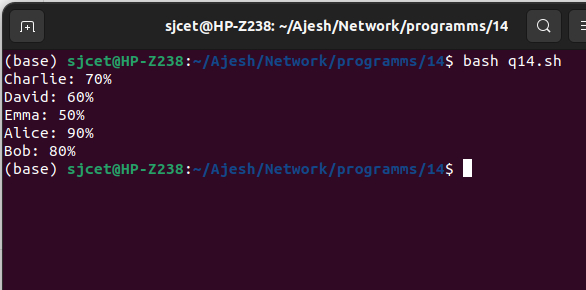 sjcet@HP-Z238: ~/Ajesh/Network/programms/14
(base) sjcet@HP-Z238:~/Ajesh/Network/programms/14$ bash q14.sh
Charlie: 70%
David: 60%
Emma: 50%
Alice: 90%
Bob: 80%
(base) sjcet@HP-Z238:~/Ajesh/Network/programms/14$